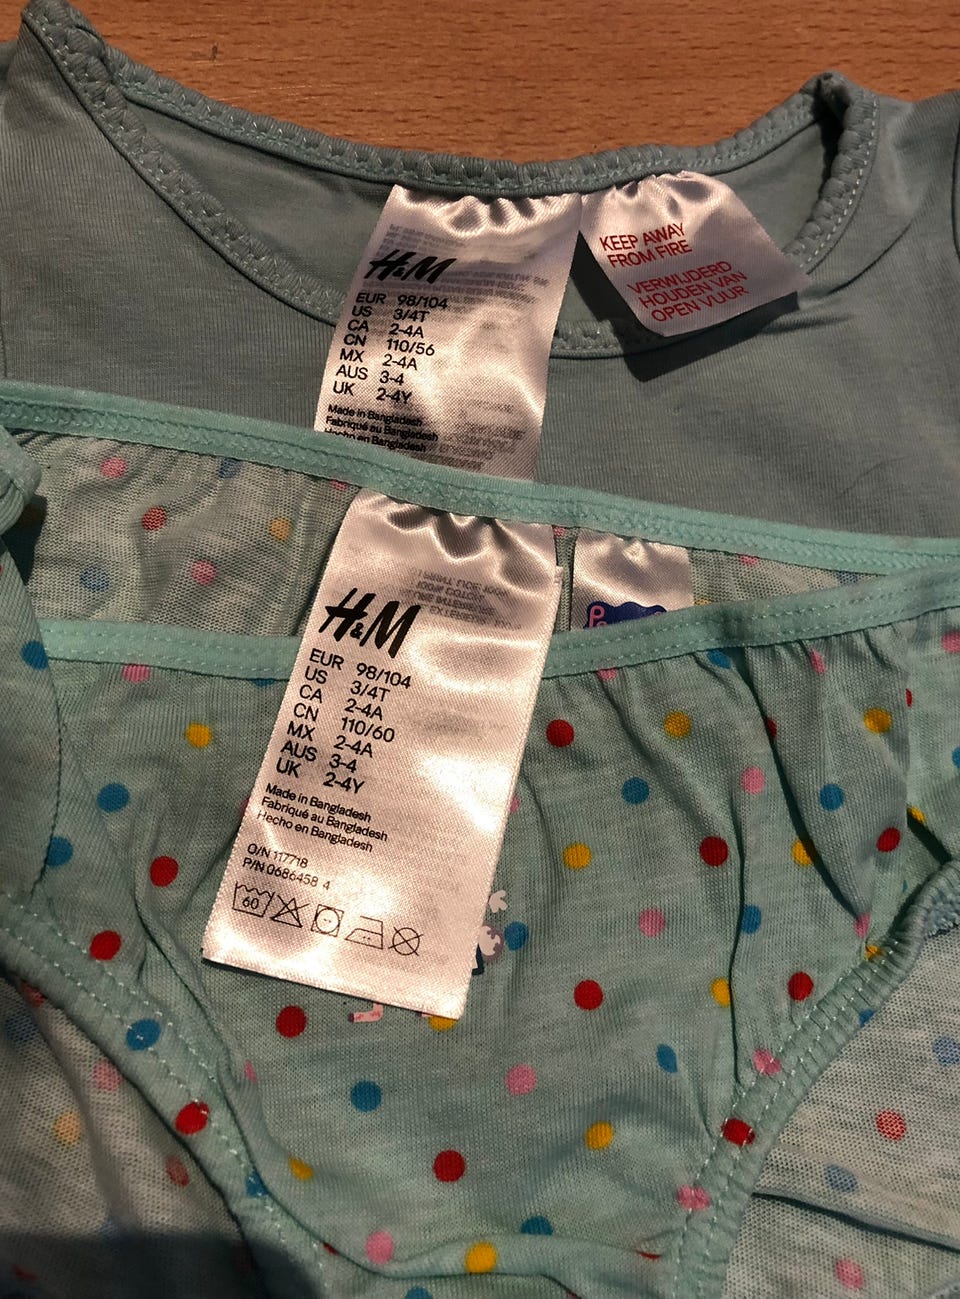 H&M
EUR 98/104
US 3/4T
CA 2-4A
CN 110/56
MX 2-4A
AUS 3-4
UK 2-4Y
Made in Bangladesh
Fabriqué au Bangladesh
Hecho en Bangladesh
KEEP AWAY
FROM FIRE
VERWIJDERD
HOUDEN VAN
OPEN VUUR
H&M
EUR 98/104
US 3/4T
CA 2-4A
CN 110/60
MX 2-4A
AUS 3-4
UK 2-4Y
Made in Bangladesh
Fabriqué au Bangladesh
Hecho en Bangladesh
O/N 117718
P/N 0686458 4
60